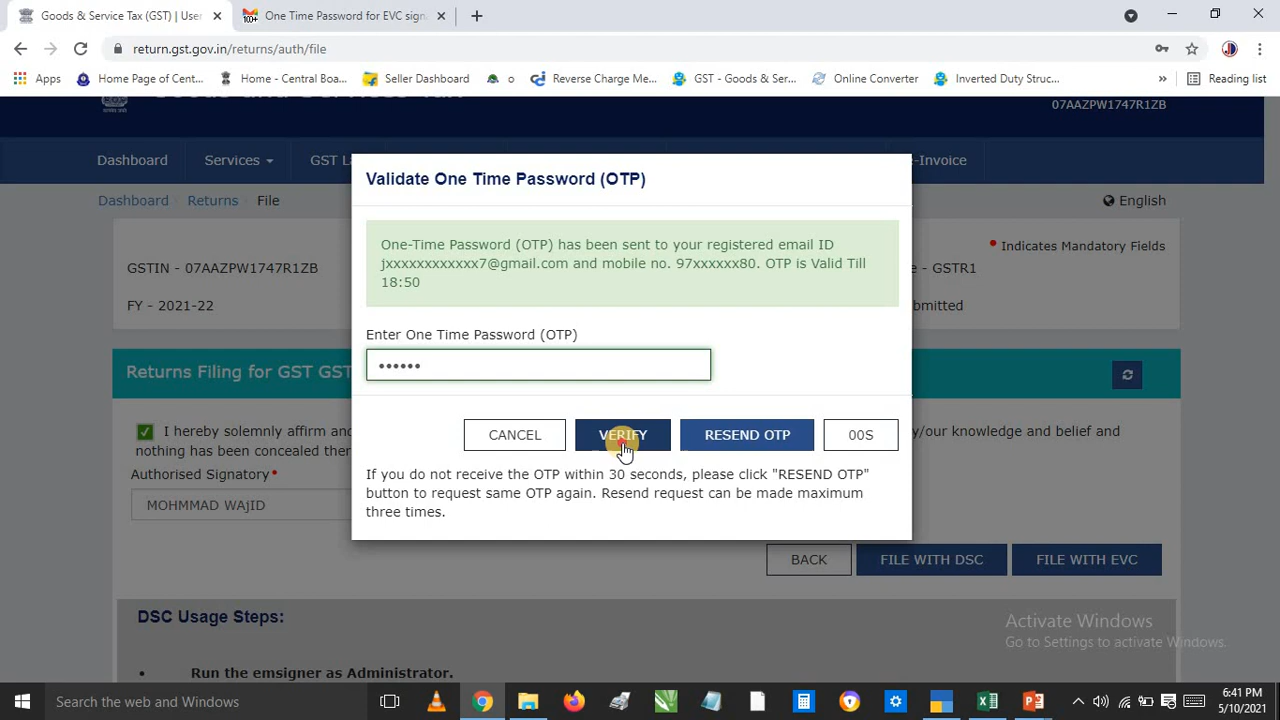 Goods & Service Tax (GST) | User
One Time Password for EVC sign
return.gst.gov.in/returns/auth/file
Apps
Home Page of Cent...
Home - Central Boa...
Seller Dashboard
o
Reverse Charge Me...
GST - Goods & Ser...
Online Converter
Inverted Duty Struc...
»
Reading list
07AAZPW1747R1ZB
Dashboard
Services
GST La
e-Invoice
Dashboard
Returns
File
English
GSTIN - 07AAZPW1747R1ZB
FY - 2021-22
Indicates Mandatory Fields
e - GSTR1
bmitted
Validate One Time Password (OTP)
One-Time Password (OTP) has been sent to your registered email ID
jxxxxxxxxxxxx7@gmail.com and mobile no. 97xxxxxx80. OTP is Valid Till
18:50
Enter One Time Password (OTP)
••••••
CANCEL
VERIFY
RESEND OTP
00S
If you do not receive the OTP within 30 seconds, please click "RESEND OTP"
button to request same OTP again. Resend request can be made maximum
three times.
Returns Filing for GST GST
I hereby solemnly affirm and
y/our knowledge and belief and
nothing has been concealed there
Authorised Signatory•
MOHMMAD WAjID
BACK
FILE WITH DSC
FILE WITH EVC
DSC Usage Steps:
• Run the emsigner as Administrator.
Activate Windows
Go to Settings to activate Windows.
Search the web and Windows
6:41 PM
5/10/2021